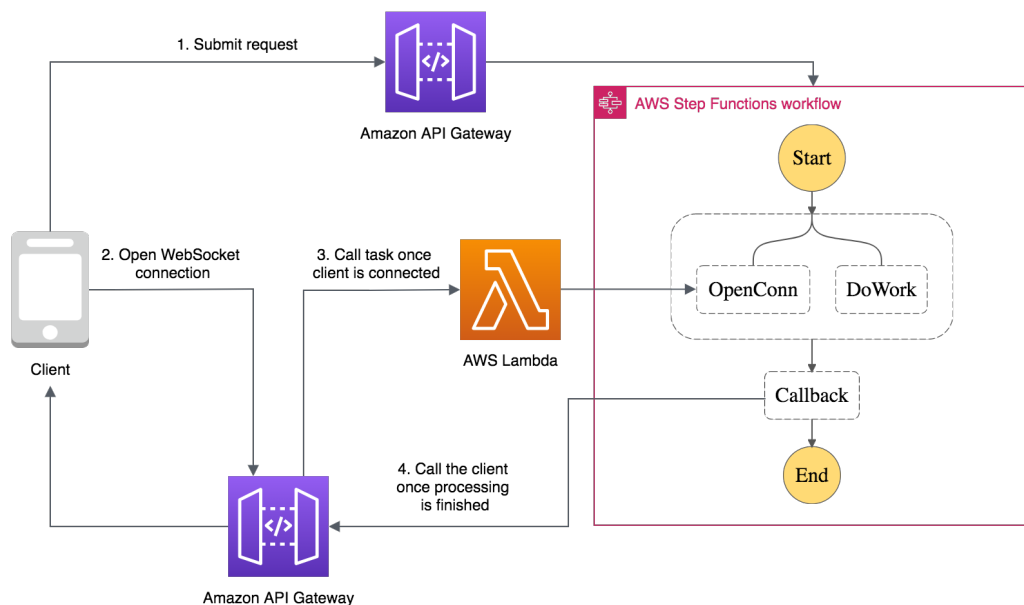 1. Submit request
</>
Amazon API Gateway
AWS Step Functions workflow
Start
2. Open WebSocket
connection
3. Call task once
client is connected
OpenConn
DoWork
Client
AWS Lambda
Callback
4. Call the client
once processing
is finished
End
</>
Amazon API Gateway